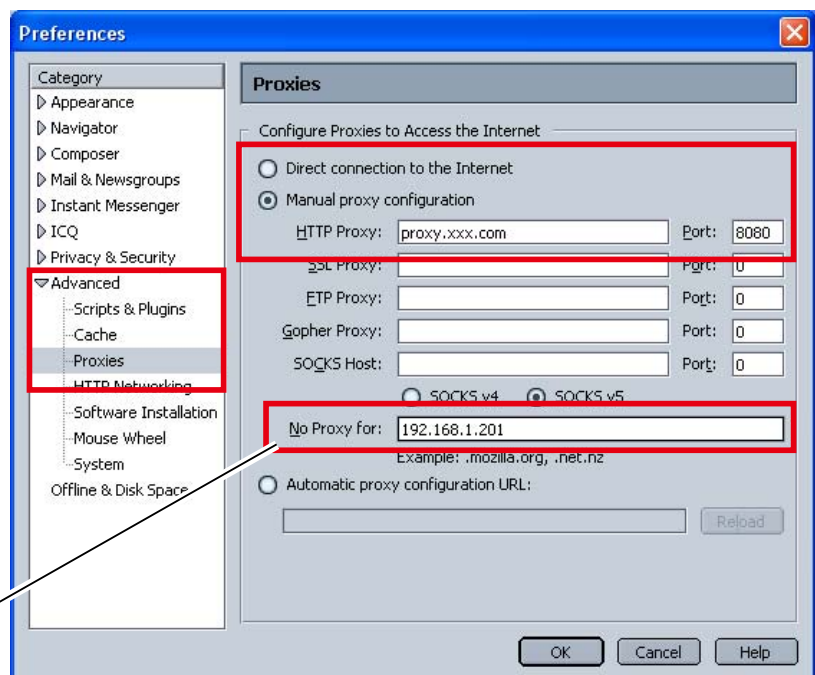 Preferences
Category
Appearance
Navigator
Composer
Mail & Newsgroups
Instant Messenger
ICQ
Privacy & Security
Advanced
Scripts & Plugins
Cache
Proxies
HTTP Networking
Software Installation
Mouse Wheel
System
Offline & Disk Space
Proxies
Configure Proxies to Access the Internet
Direct connection to the Internet
Manual proxy configuration
HTTP Proxy: proxy.xxx.com Port: 8080
SSL Proxy: Port: 0
FTP Proxy: Port: 0
Gopher Proxy: Port: 0
SOCKS Host: Port: 0
SOCKS v4 SOCKS v5
No Proxy for: 192.168.1.201
Example: .mozilla.org, .net.nz
Automatic proxy configuration URL:
Reload
OK Cancel Help